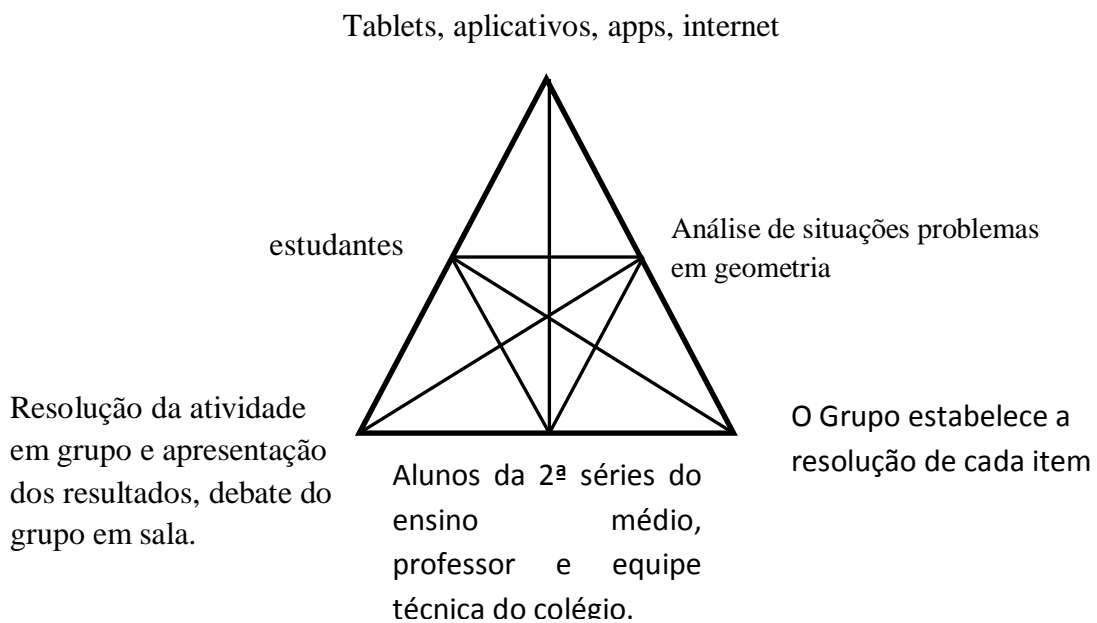 Tablets, aplicativos, apps, internet
estudantes
Análise de situações problemas
em geometria
Resolução da atividade
em grupo e apresentação
dos resultados, debate do
grupo em sala.
Alunos da 2ª séries do
ensino médio,
professor e equipe
técnica do colégio.
O Grupo estabelece a
resolução de cada item